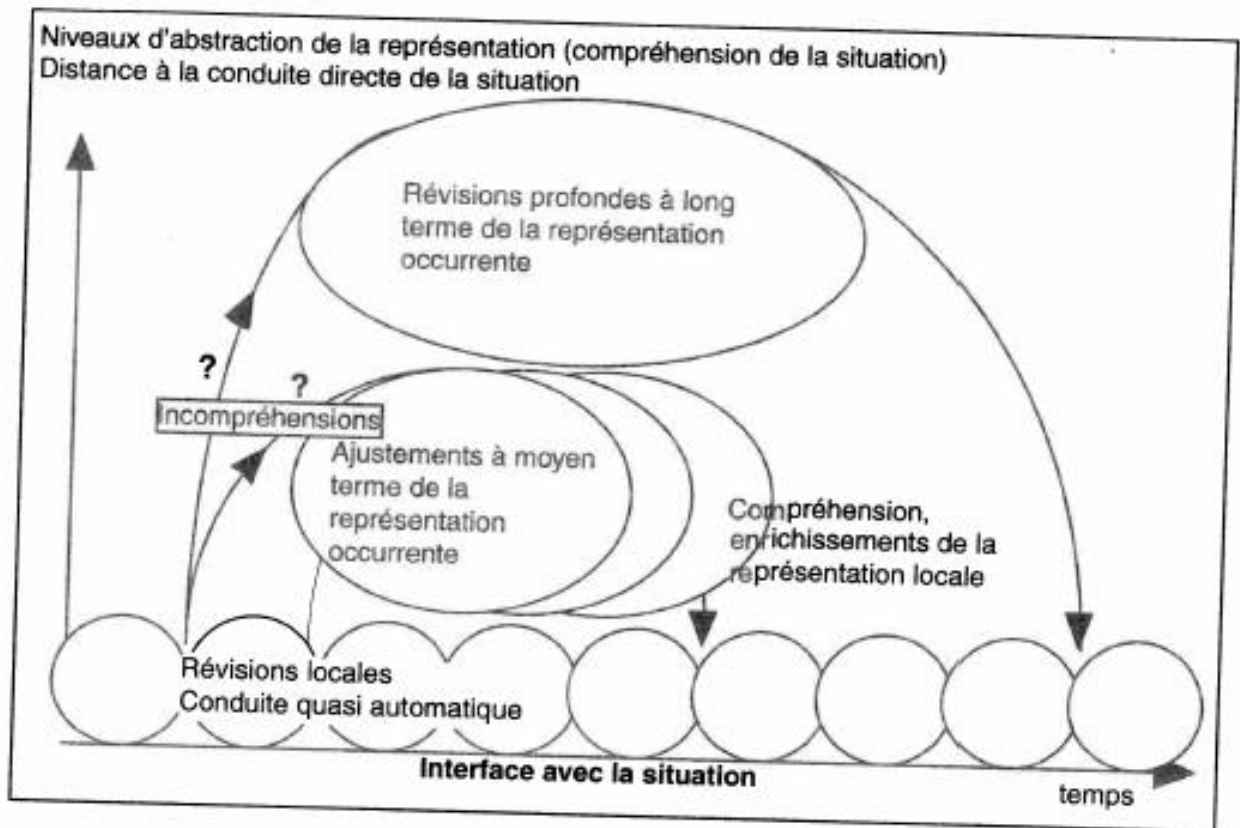 Niveaux d'abstraction de la représentation (compréhension de la situation)
Distance à la conduite directe de la situation
Révisions profondes à long
terme de la représentation
occurrente
?
?
Incompréhensions
Ajustements à moyen
terme de la
représentation
occurrente
Compréhension,
enrichissements de la
représentation locale
Révisions locales
Conduite quasi automatique
Interface avec la situation
temps